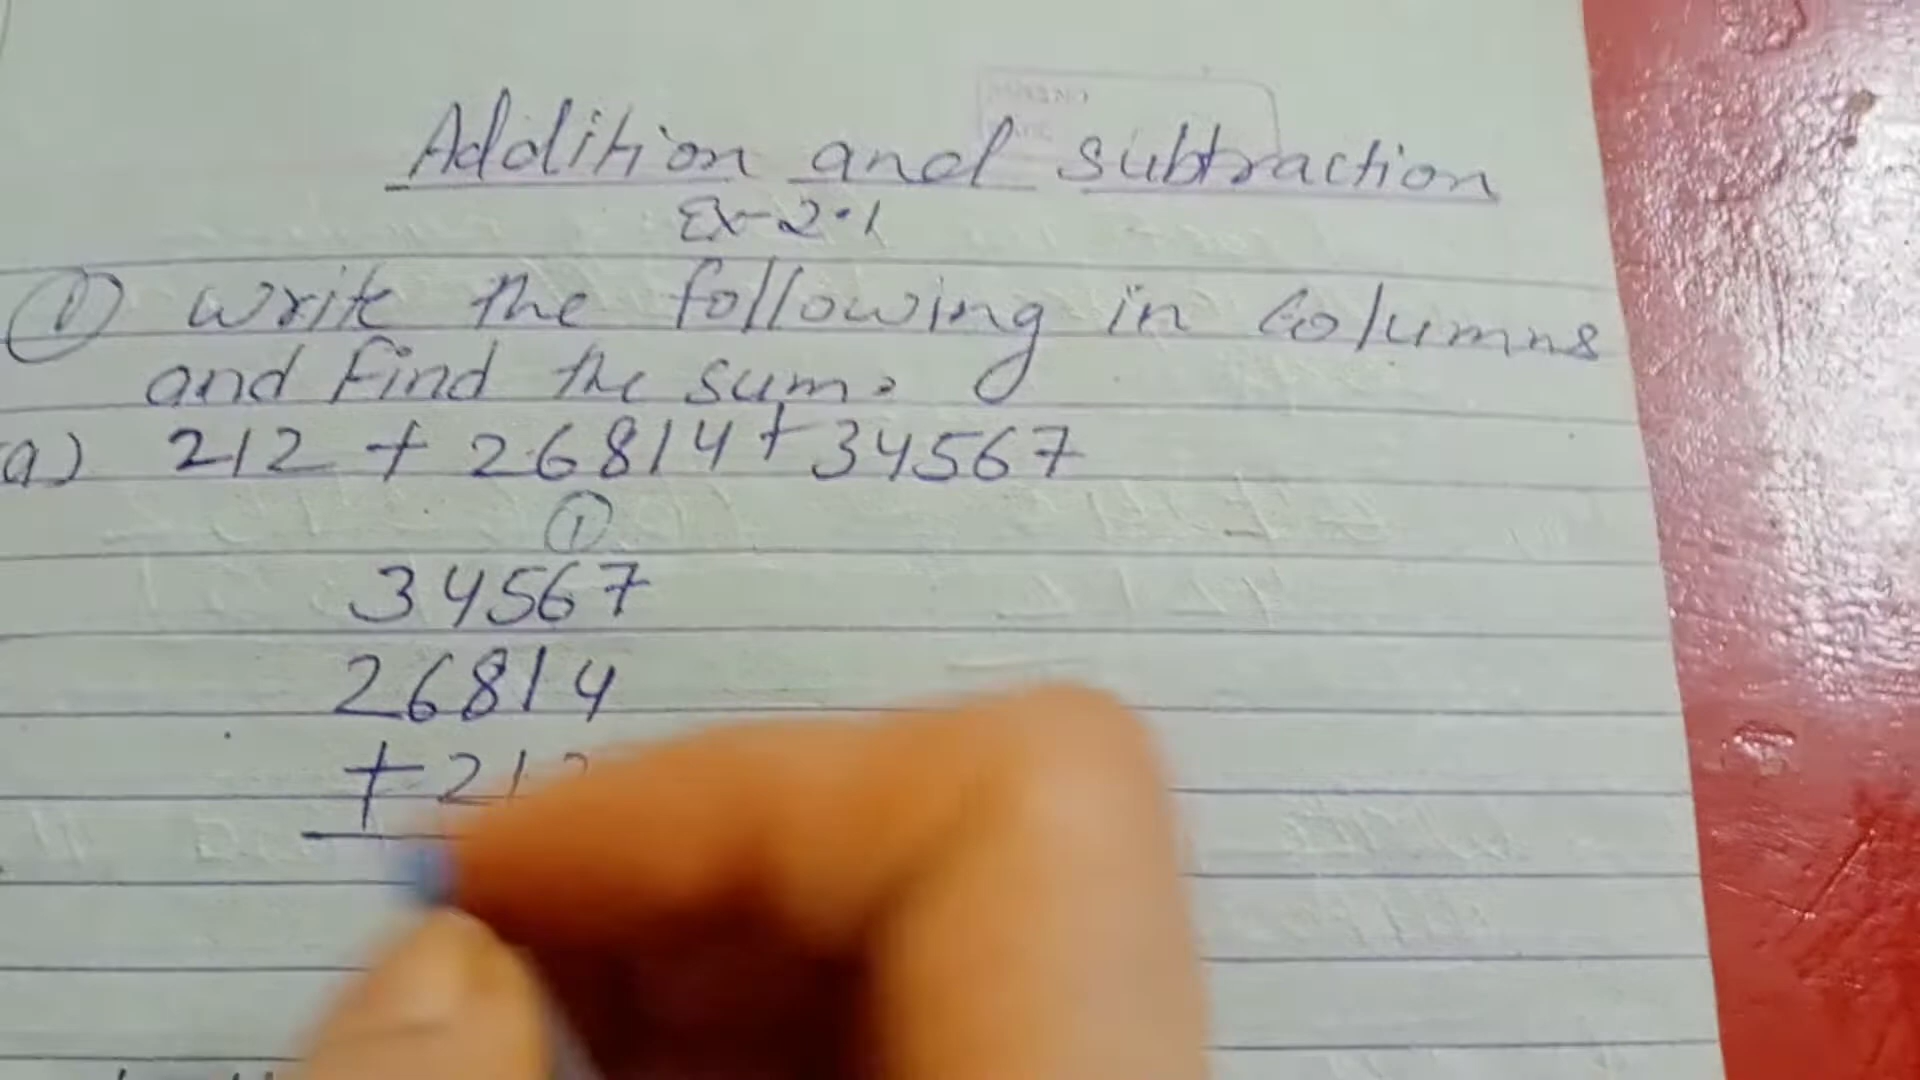 Addition and subtraction
Ex-2.1
① Write the following in columns
and Find the sum.
(a) 212 + 26814 + 34567
①
34567
26814
+ 212